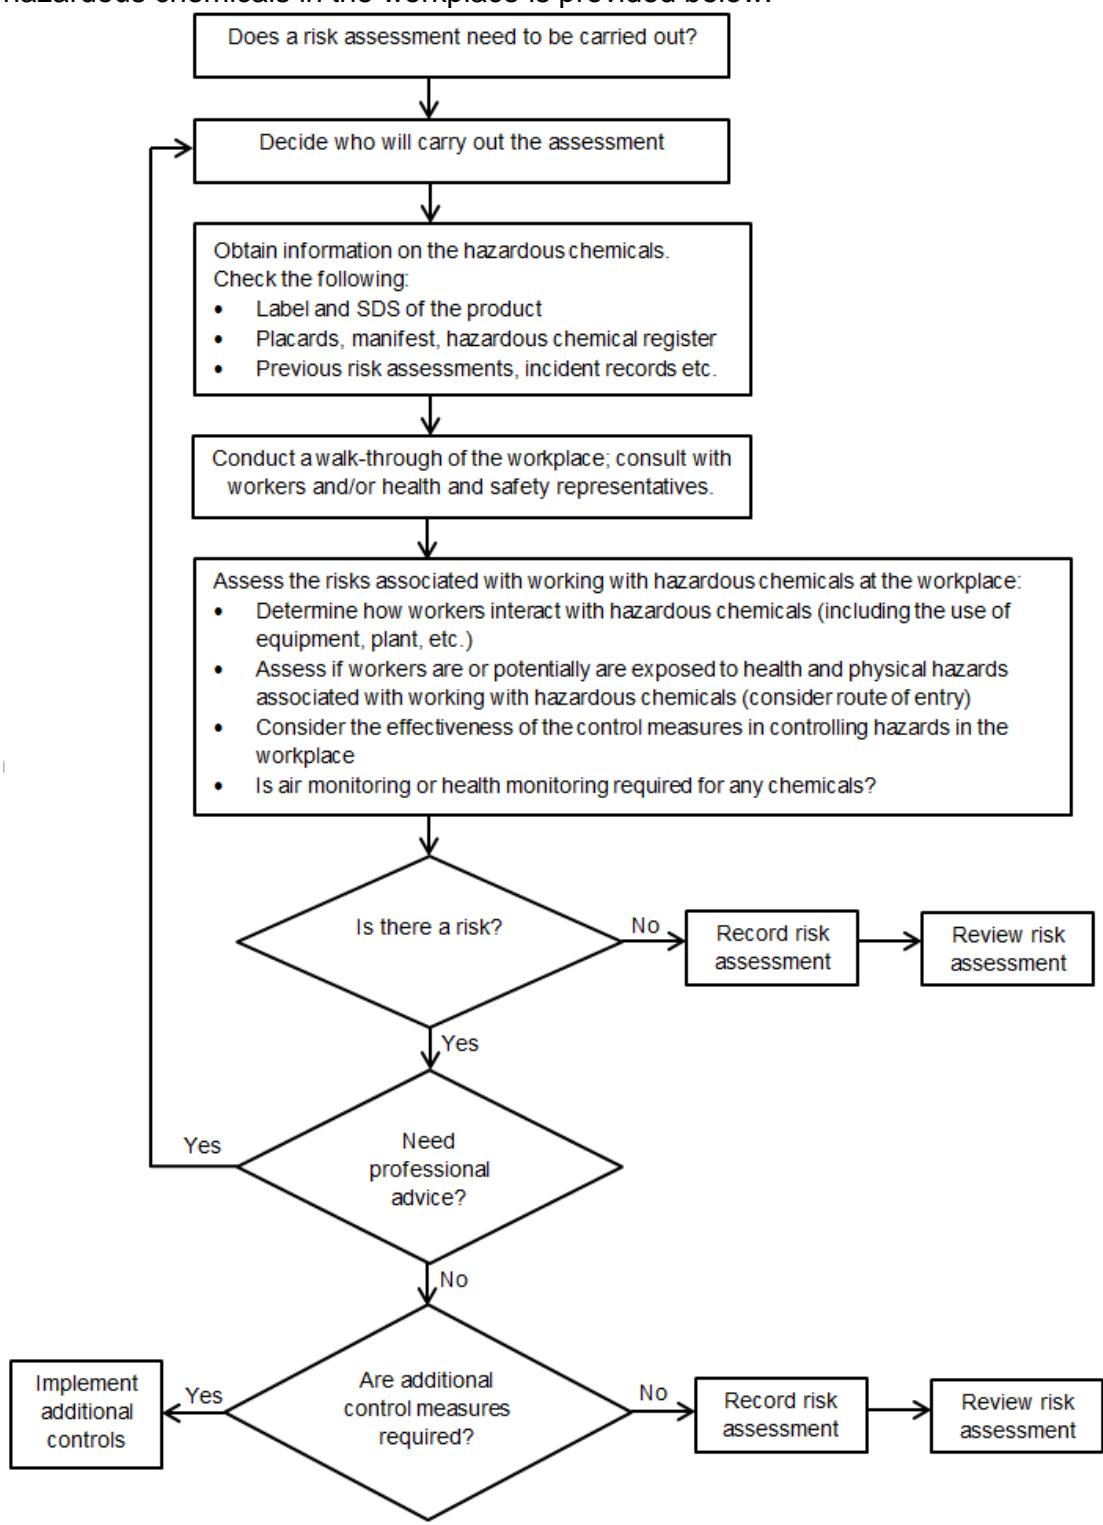 hazardous chemicals in the workplace is provided below.
Does a risk assessment need to be carried out?
Decide who will carry out the assessment
Obtain information on the hazardous chemicals.
Check the following:
• Label and SDS of the product
• Placards, manifest, hazardous chemical register
• Previous risk assessments, incident records etc.
Conduct a walk-through of the workplace; consult with
workers and/or health and safety representatives.
Assess the risks associated with working with hazardous chemicals at the workplace:
• Determine how workers interact with hazardous chemicals (including the use of
equipment, plant, etc.)
• Assess if workers are or potentially are exposed to health and physical hazards
associated with working with hazardous chemicals (consider route of entry)
• Consider the effectiveness of the control measures in controlling hazards in the
workplace
• Is air monitoring or health monitoring required for any chemicals?
Is there a risk?
No
Record risk
assessment
Review risk
assessment
Yes
Need
professional
advice?
Yes
No
Are additional
control measures
required?
Yes
Implement
additional
controls
No
Record risk
assessment
Review risk
assessment